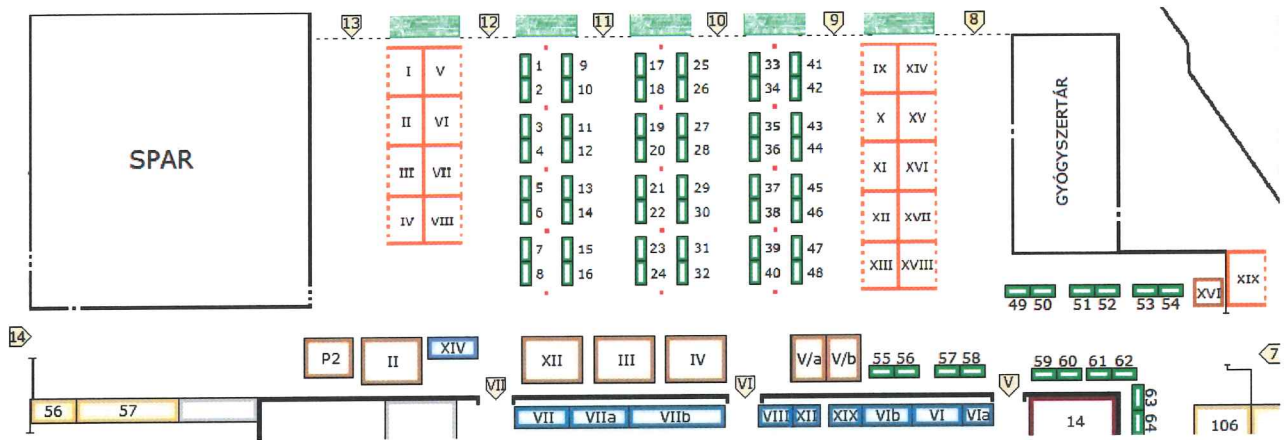 13 12 11 10 9 8
I V 1 9 17 25 33 41 IX XIV
2 10 18 26 34 42
II VI 3 11 19 27 35 43 X XV
4 12 20 28 36 44
SPAR
III VII 5 13 21 29 37 45 XI XVI
6 14 22 30 38 46
IV VIII 7 15 23 31 39 47 XII XVII
8 16 24 32 40 48 XIII XVIII
GYÓGYSZERTÁR
49 50 51 52 53 54 XVI XIX
14 P2 II XIV XII III IV V/a V/b 55 56 57 58 59 60 61 62 7
VII VI V
56 57 VII VIIa VIIb VIII XII XIX VIb VI VIa 14 63 64 106